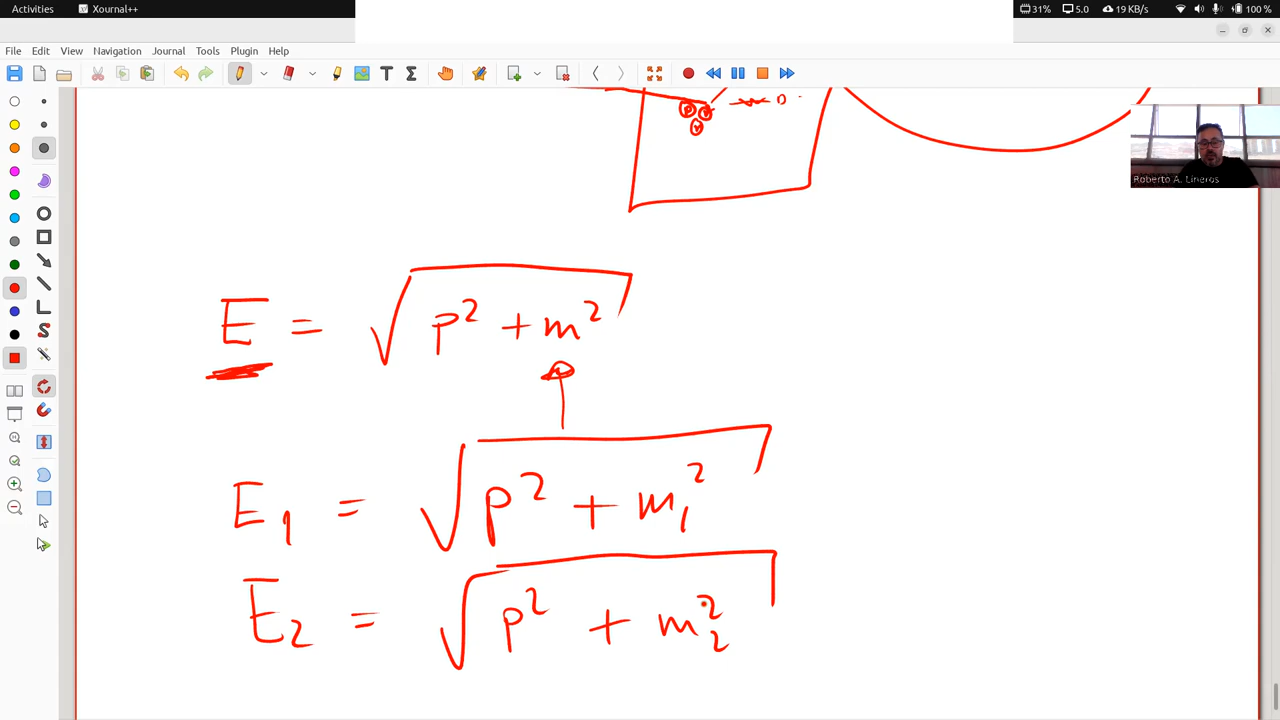 Activities Xournal++ 31% 5.0 19 KB/s 100 %
File Edit View Navigation Journal Tools Plugin Help
D
Roberto A. Lineros
E = √(p² + m²)
E₁ = √(p² + m₁²)
E₂ = √(p² + m₂²)